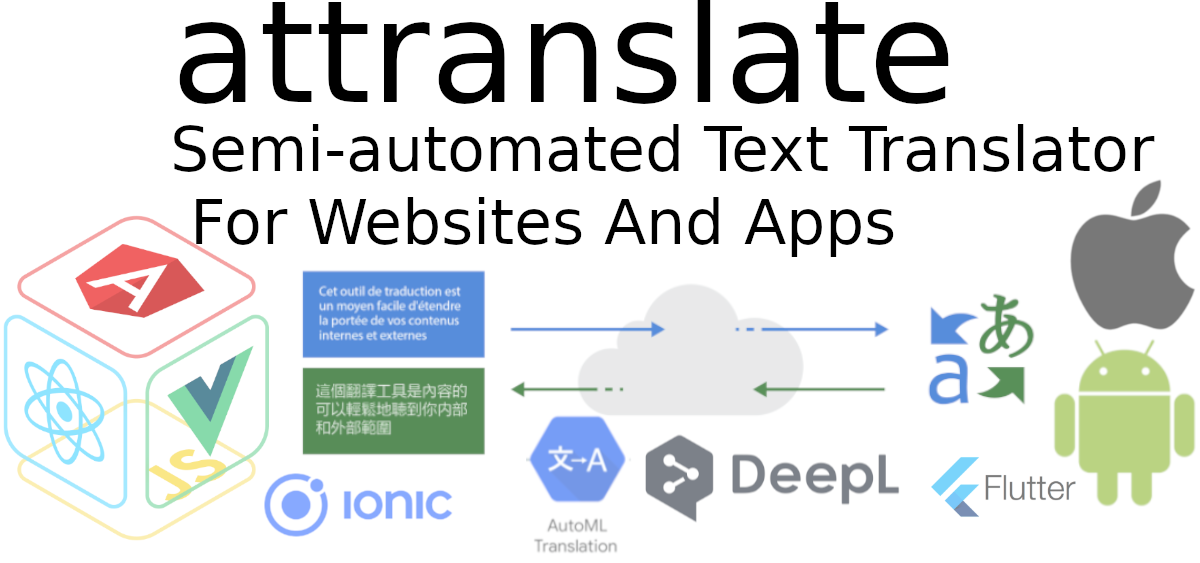 attranslate
Semi-automated Text Translator
For Websites And Apps
Cet outil de traduction est
un moyen facile d'étendre
la portée de vos contenus
internes et externes
這個翻譯工具是內容的
可以輕鬆地聽到你内部
和外部範圍
あ
a
A
JS
IONIC
文→A
AutoML
Translation
DeepL
Flutter